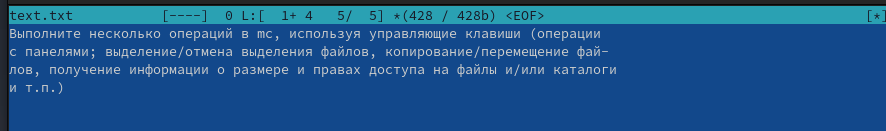 text.txt [----] 0 L:[ 1+ 4 5/ 5] *(428 / 428b) <EOF> [*]
Выполните несколько операций в mc, используя управляющие клавиши (операции
с панелями; выделение/отмена выделения файлов, копирование/перемещение фай-
лов, получение информации о размере и правах доступа на файлы и/или каталоги
и т.п.)